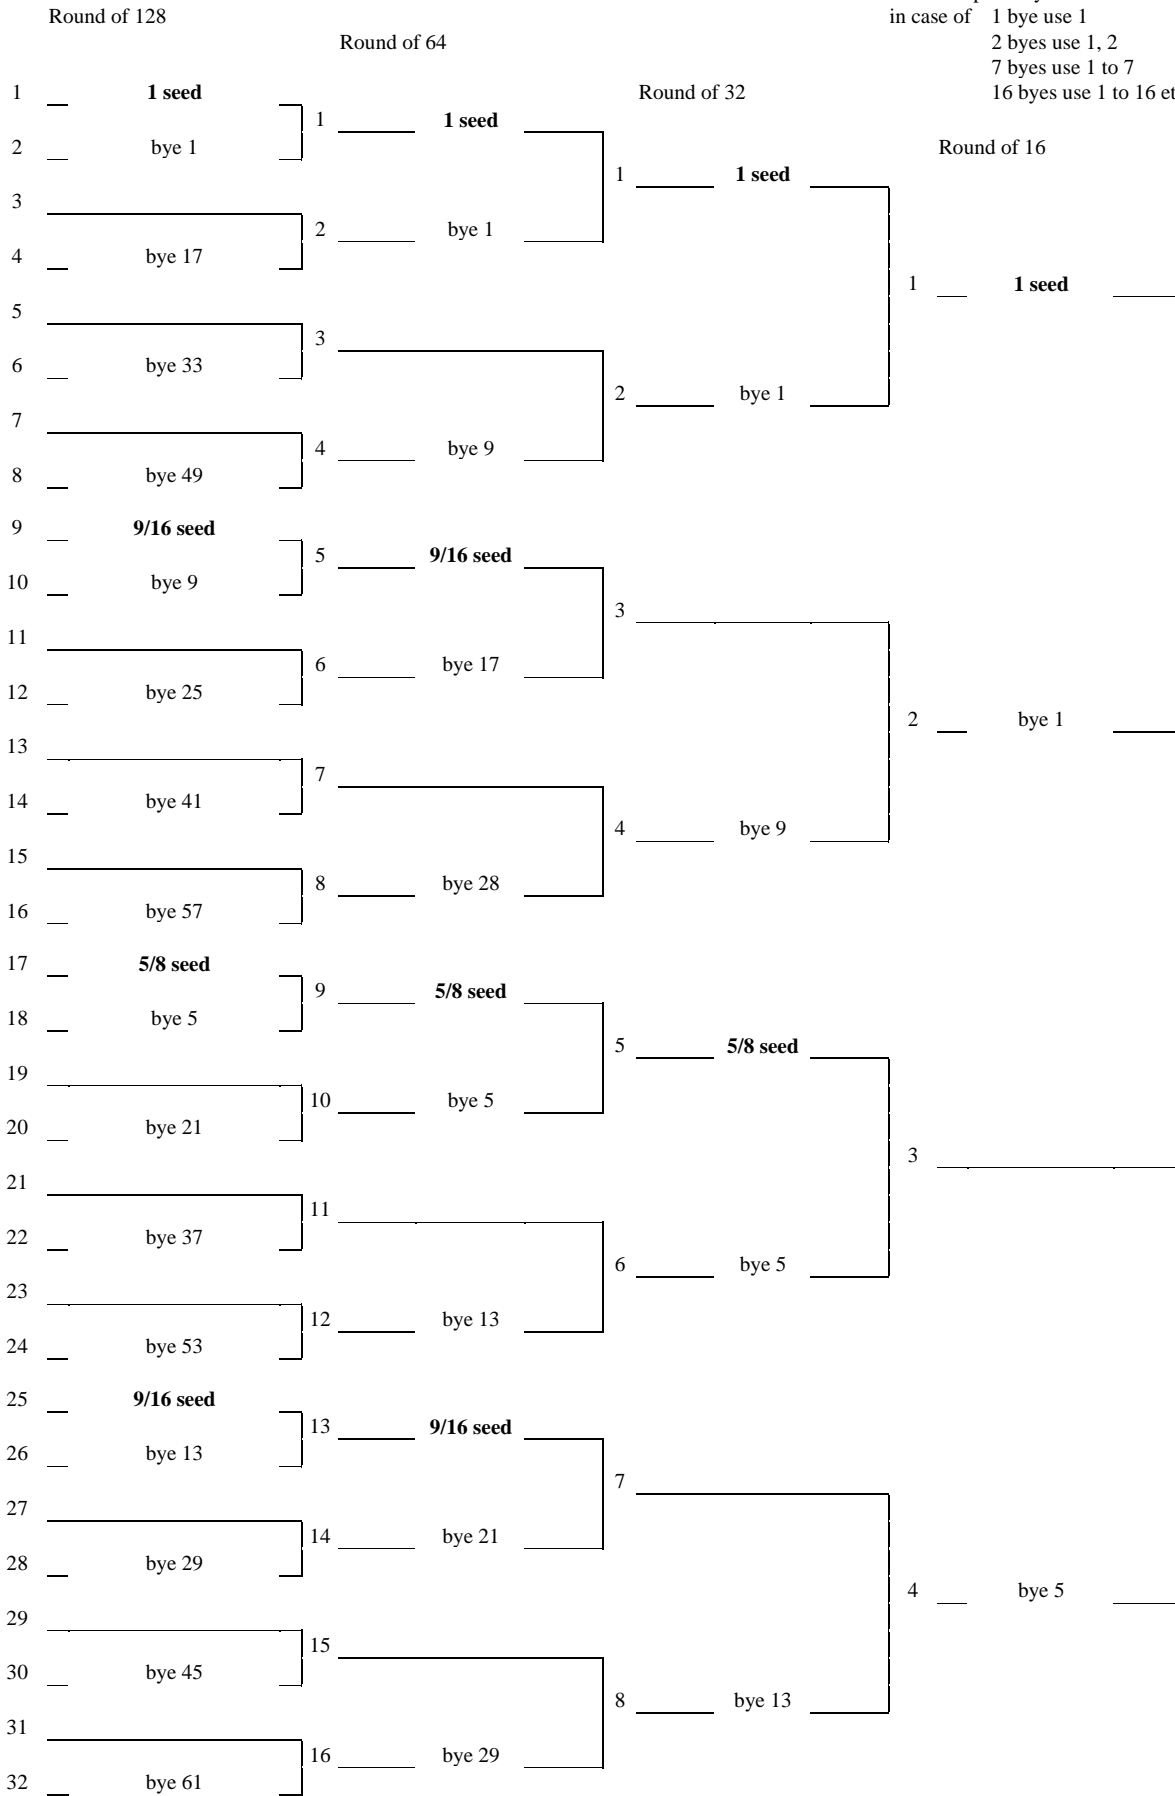 Round of 128
in case of 1 bye use 1
Round of 64
2 byes use 1, 2
7 byes use 1 to 7
1 1 seed
Round of 32
16 byes use 1 to 16 et
1 1 seed
2 bye 1
Round of 16
1 1 seed
3
2 bye 1
4 bye 17
1 1 seed
5
3
6 bye 33
2 bye 1
7
4 bye 9
8 bye 49
9 9/16 seed
5 9/16 seed
10 bye 9
3
11
6 bye 17
12 bye 25
2 bye 1
13
7
14 bye 41
4 bye 9
15
8 bye 28
16 bye 57
17 5/8 seed
9 5/8 seed
18 bye 5
5 5/8 seed
19
10 bye 5
20 bye 21
3
21
11
22 bye 37
6 bye 5
23
12 bye 13
24 bye 53
25 9/16 seed
13 9/16 seed
26 bye 13
7
27
14 bye 21
28 bye 29
4 bye 5
29
15
30 bye 45
8 bye 13
31
16 bye 29
32 bye 61